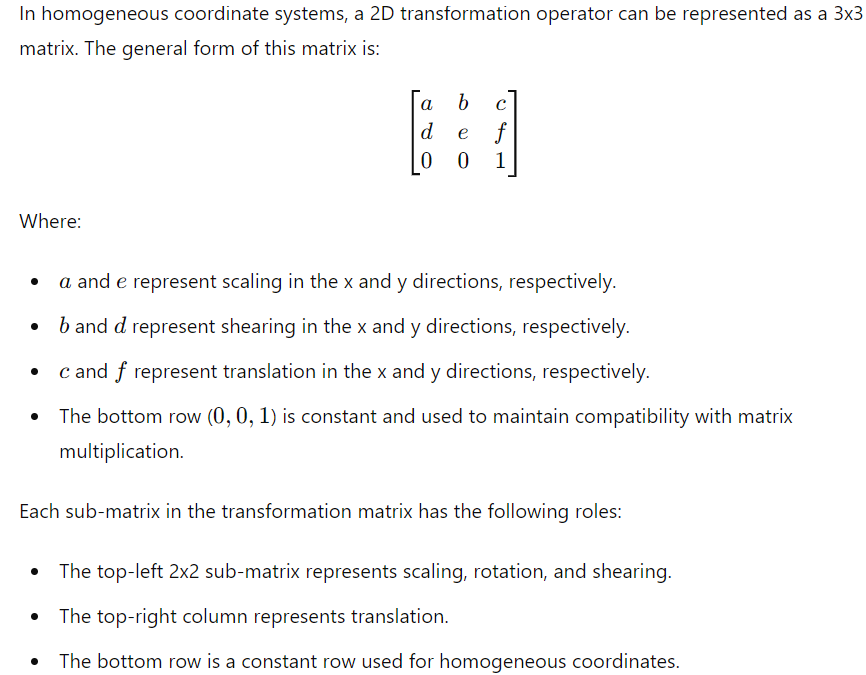 In homogeneous coordinate systems, a 2D transformation operator can be represented as a 3x3
matrix. The general form of this matrix is:
a b c
d e f
0 0 1
Where:
• a and e represent scaling in the x and y directions, respectively.
• b and d represent shearing in the x and y directions, respectively.
• c and f represent translation in the x and y directions, respectively.
• The bottom row (0, 0, 1) is constant and used to maintain compatibility with matrix
multiplication.
Each sub-matrix in the transformation matrix has the following roles:
• The top-left 2x2 sub-matrix represents scaling, rotation, and shearing.
• The top-right column represents translation.
• The bottom row is a constant row used for homogeneous coordinates.